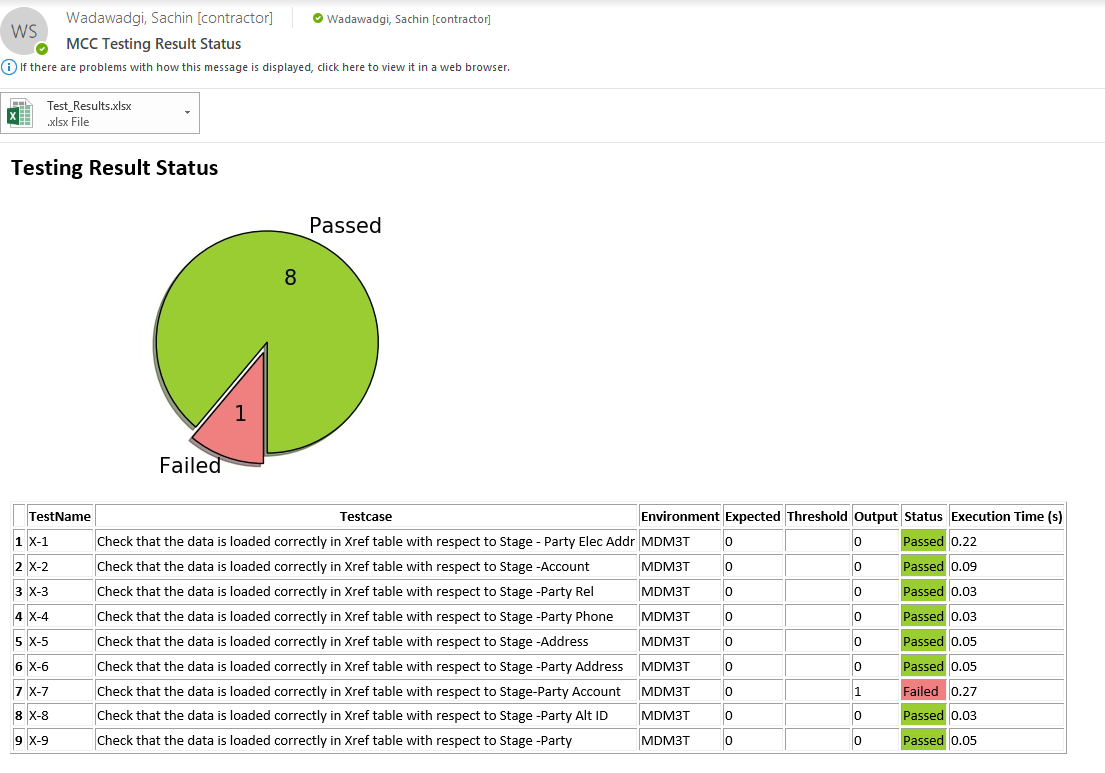 WS
Wadawadgi, Sachin [contractor]
Wadawadgi, Sachin [contractor]
MCC Testing Result Status
If there are problems with how this message is displayed, click here to view it in a web browser.
Test_Results.xlsx
.xlsx File
Testing Result Status
Passed
8
1
Failed
TestName Testcase Environment Expected Threshold Output Status Execution Time (s)
1 X-1 Check that the data is loaded correctly in Xref table with respect to Stage - Party Elec Addr MDM3T 0 0 Passed 0.22
2 X-2 Check that the data is loaded correctly in Xref table with respect to Stage -Account MDM3T 0 0 Passed 0.09
3 X-3 Check that the data is loaded correctly in Xref table with respect to Stage -Party Rel MDM3T 0 0 Passed 0.03
4 X-4 Check that the data is loaded correctly in Xref table with respect to Stage -Party Phone MDM3T 0 0 Passed 0.03
5 X-5 Check that the data is loaded correctly in Xref table with respect to Stage -Address MDM3T 0 0 Passed 0.05
6 X-6 Check that the data is loaded correctly in Xref table with respect to Stage -Party Address MDM3T 0 0 Passed 0.05
7 X-7 Check that the data is loaded correctly in Xref table with respect to Stage-Party Account MDM3T 0 1 Failed 0.27
8 X-8 Check that the data is loaded correctly in Xref table with respect to Stage -Party Alt ID MDM3T 0 0 Passed 0.03
9 X-9 Check that the data is loaded correctly in Xref table with respect to Stage -Party MDM3T 0 0 Passed 0.05